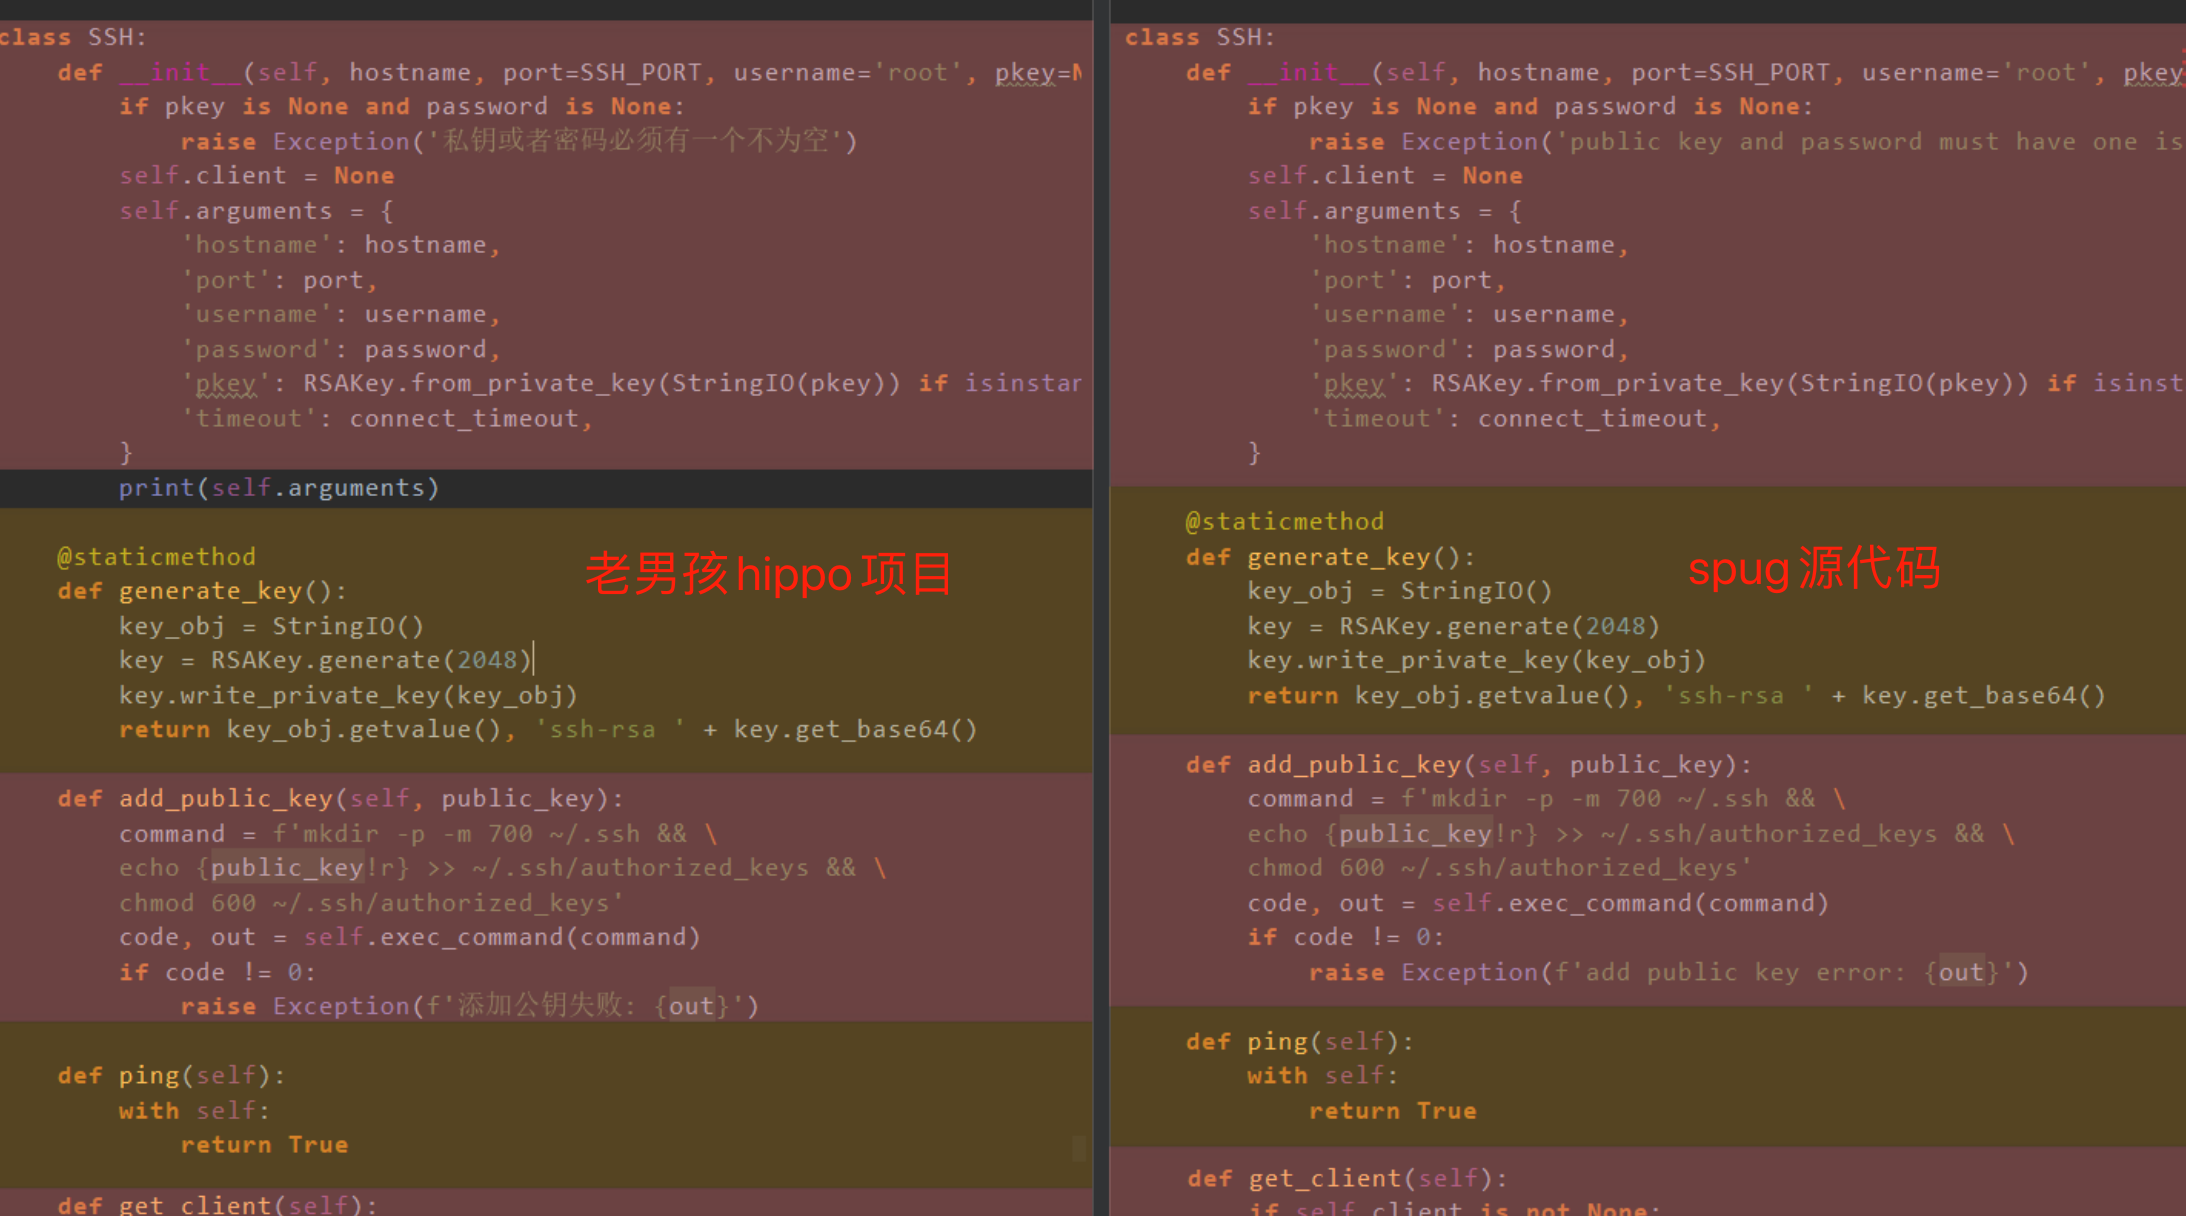 class SSH:
def __init__(self, hostname, port=SSH_PORT, username='root', pkey=N
if pkey is None and password is None:
raise Exception('私钥或者密码必须有一个不为空')
self.client = None
self.arguments = {
'hostname': hostname,
'port': port,
'username': username,
'password': password,
'pkey': RSAKey.from_private_key(StringIO(pkey)) if isinstan
'timeout': connect_timeout,
}
print(self.arguments)
@staticmethod
老男孩hippo项目
def generate_key():
key_obj = StringIO()
key = RSAKey.generate(2048)
key.write_private_key(key_obj)
return key_obj.getvalue(), 'ssh-rsa ' + key.get_base64()
def add_public_key(self, public_key):
command = f'mkdir -p -m 700 ~/.ssh && \
echo {public_key!r} >> ~/.ssh/authorized_keys && \
chmod 600 ~/.ssh/authorized_keys'
code, out = self.exec_command(command)
if code != 0:
raise Exception(f'添加公钥失败: {out}')
def ping(self):
with self:
return True
def get_client(self):
class SSH:
def __init__(self, hostname, port=SSH_PORT, username='root', pkey
if pkey is None and password is None:
raise Exception('public key and password must have one is
self.client = None
self.arguments = {
'hostname': hostname,
'port': port,
'username': username,
'password': password,
'pkey': RSAKey.from_private_key(StringIO(pkey)) if isinst
'timeout': connect_timeout,
}
@staticmethod
def generate_key():
spug源代码
key_obj = StringIO()
key = RSAKey.generate(2048)
key.write_private_key(key_obj)
return key_obj.getvalue(), 'ssh-rsa ' + key.get_base64()
def add_public_key(self, public_key):
command = f'mkdir -p -m 700 ~/.ssh && \
echo {public_key!r} >> ~/.ssh/authorized_keys && \
chmod 600 ~/.ssh/authorized_keys'
code, out = self.exec_command(command)
if code != 0:
raise Exception(f'add public key error: {out}')
def ping(self):
with self:
return True
def get_client(self):
if self.client is not None: